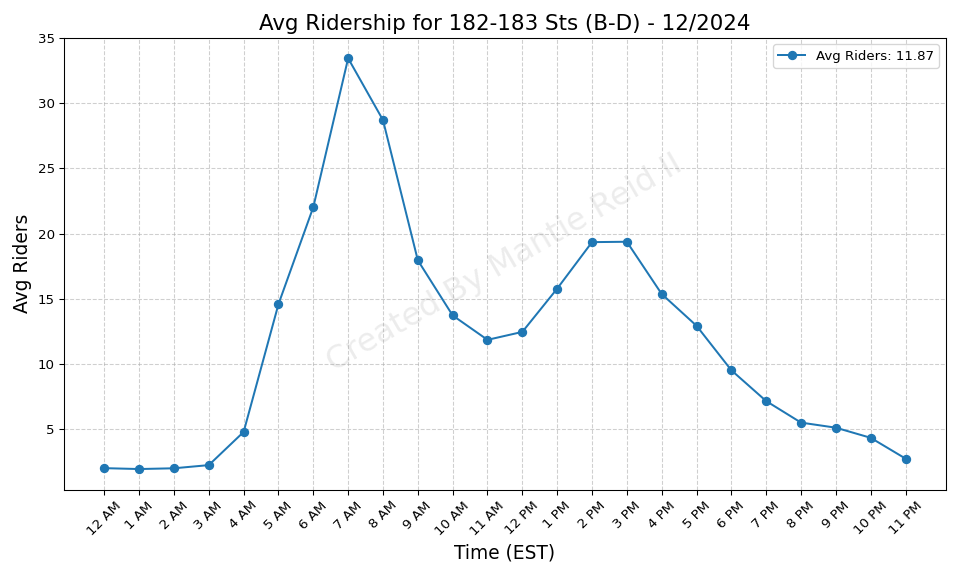 Avg Ridership for 182-183 Sts (B-D) - 12/2024
Avg Riders: 11.87
35
30
25
20
15
10
5
Avg Riders
Created By Mantie Reid II
12 AM
1 AM
2 AM
3 AM
4 AM
5 AM
6 AM
7 AM
8 AM
9 AM
10 AM
11 AM
12 PM
1 PM
2 PM
3 PM
4 PM
5 PM
6 PM
7 PM
8 PM
9 PM
10 PM
11 PM
Time (EST)